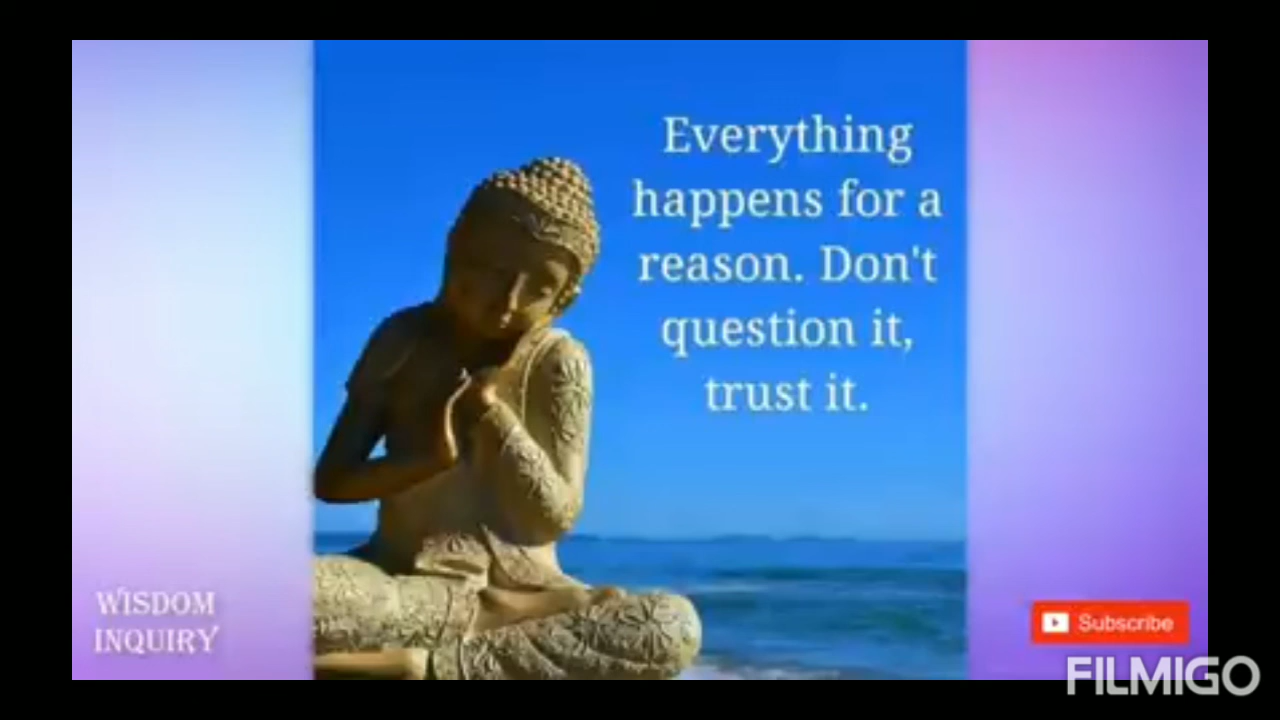 Everything
happens for a
reason. Don't
question it,
trust it.
WISDOM
INQUIRY
Subscribe
FILMIGO